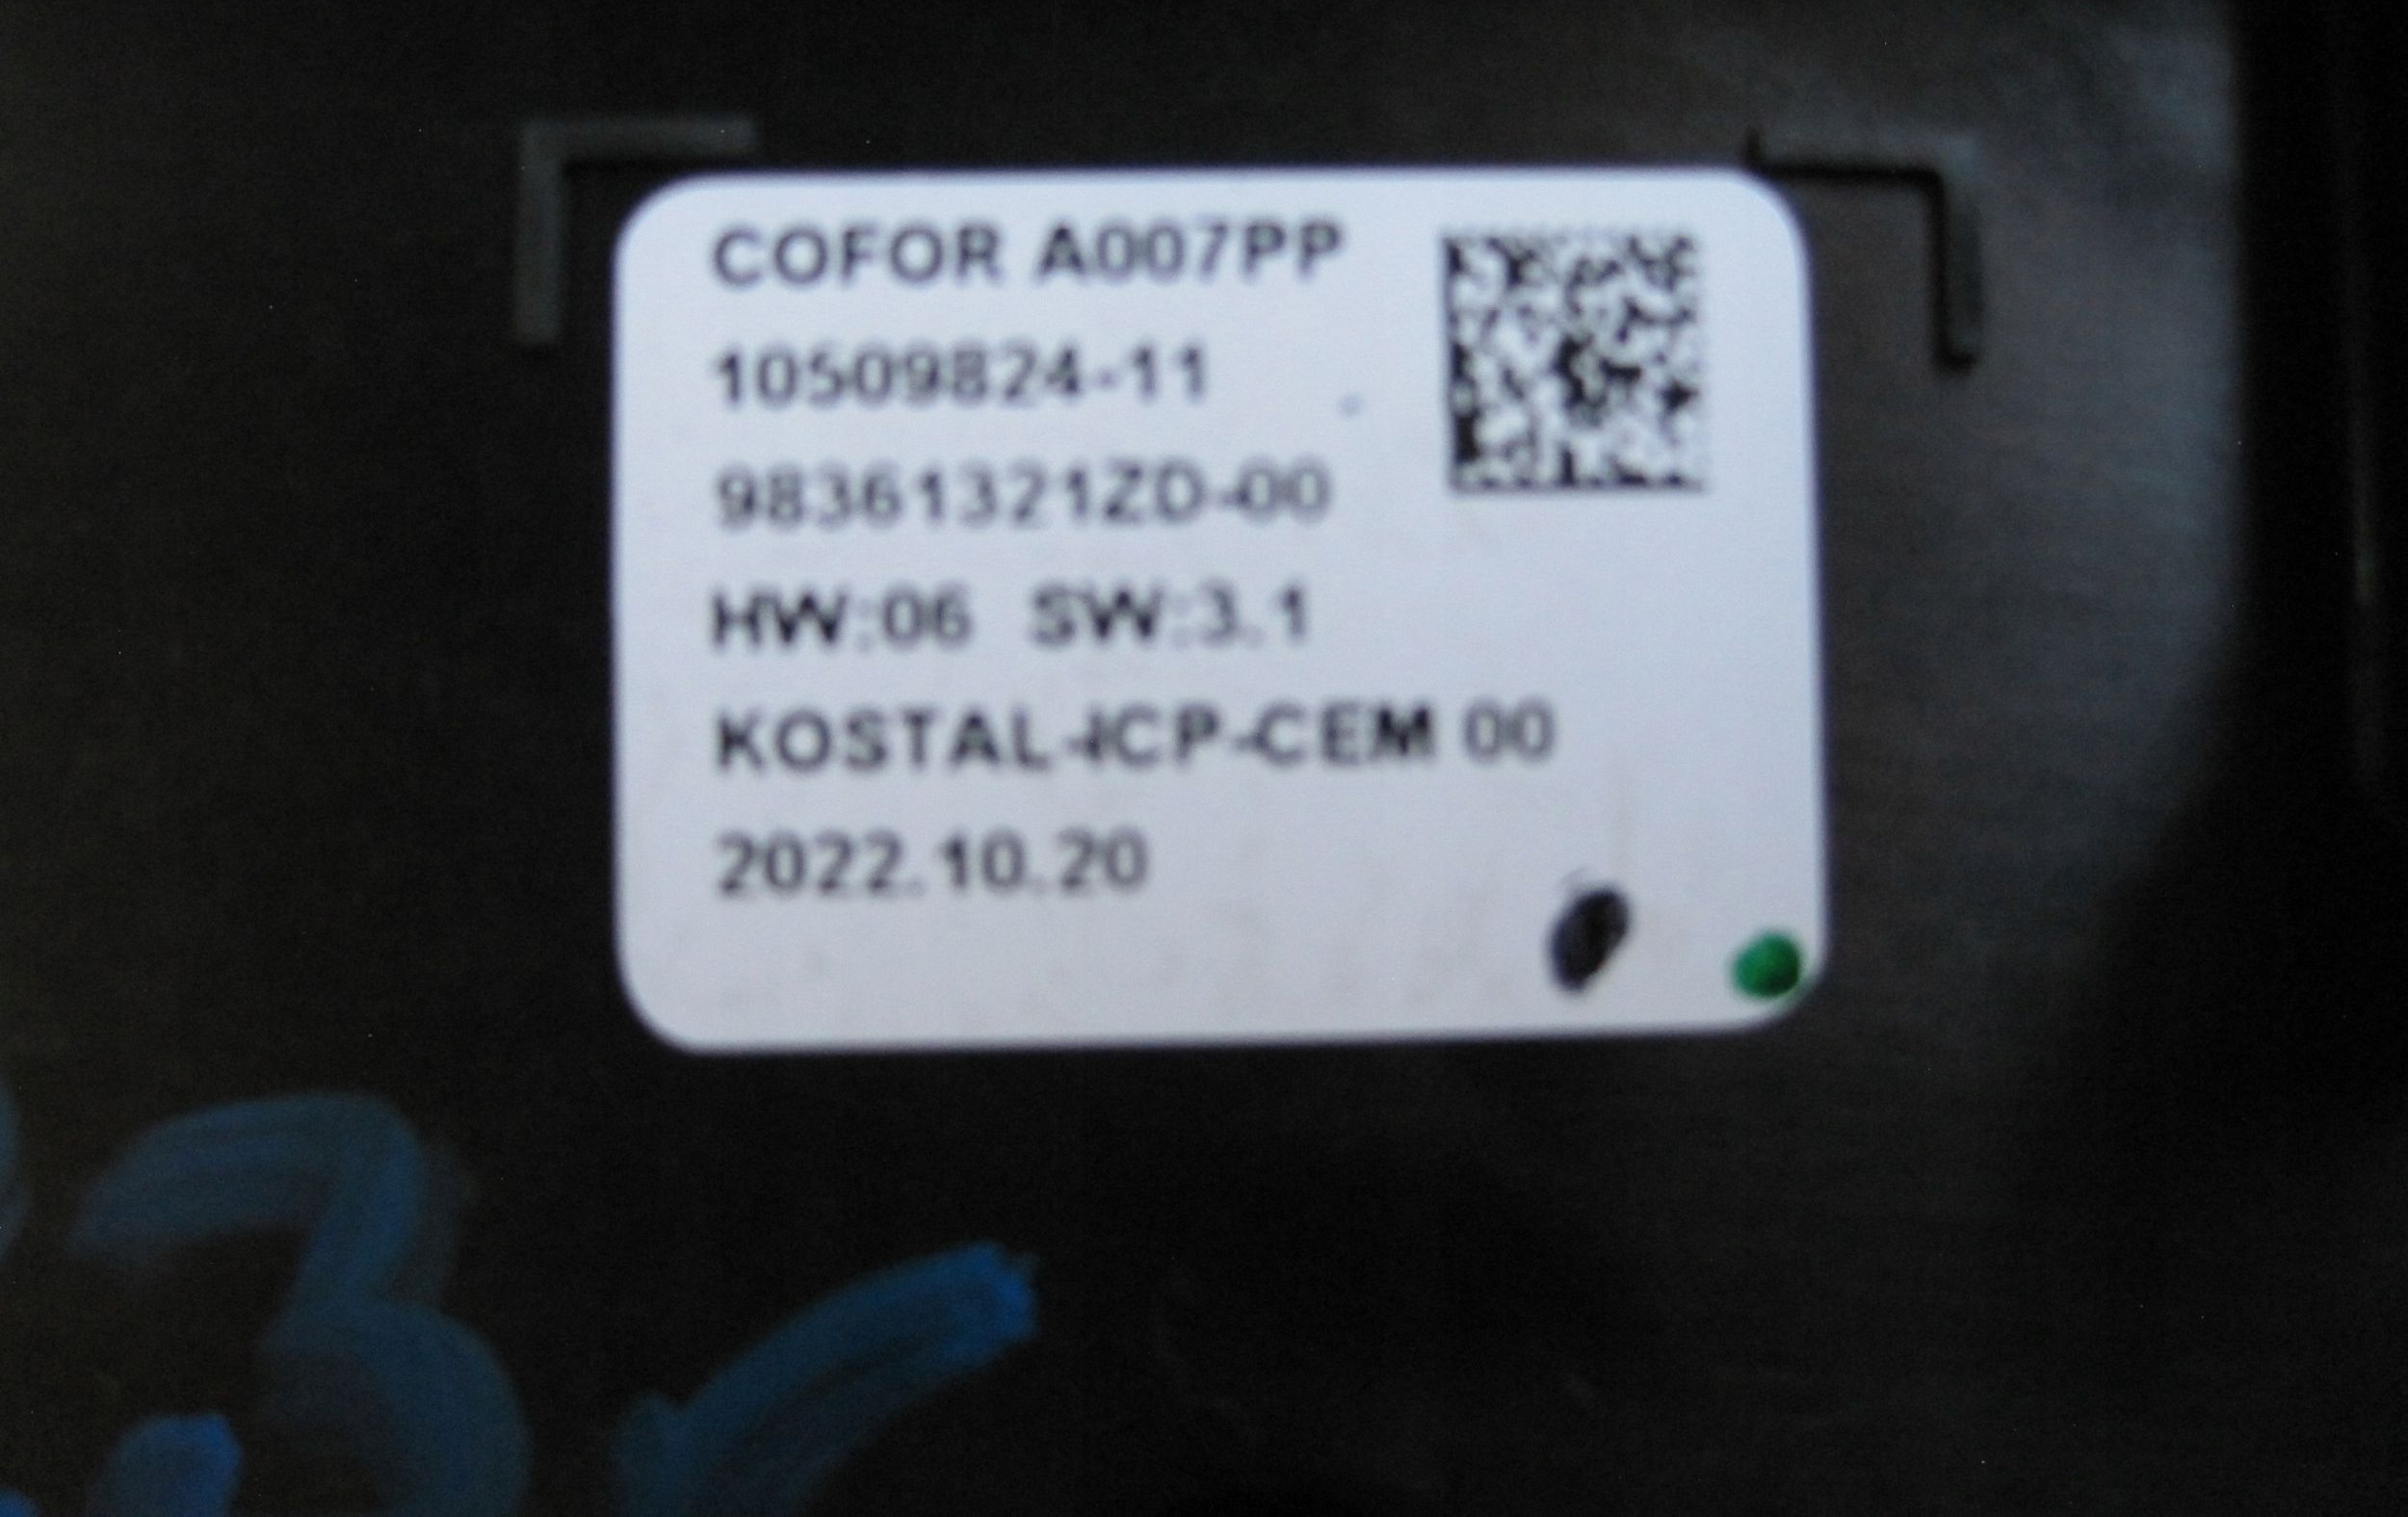 COFOR A007PP
10509824-11
98361321ZD-00
HW:06 SW:3.1
KOSTAL-ICP-CEM 00
2022.10.20